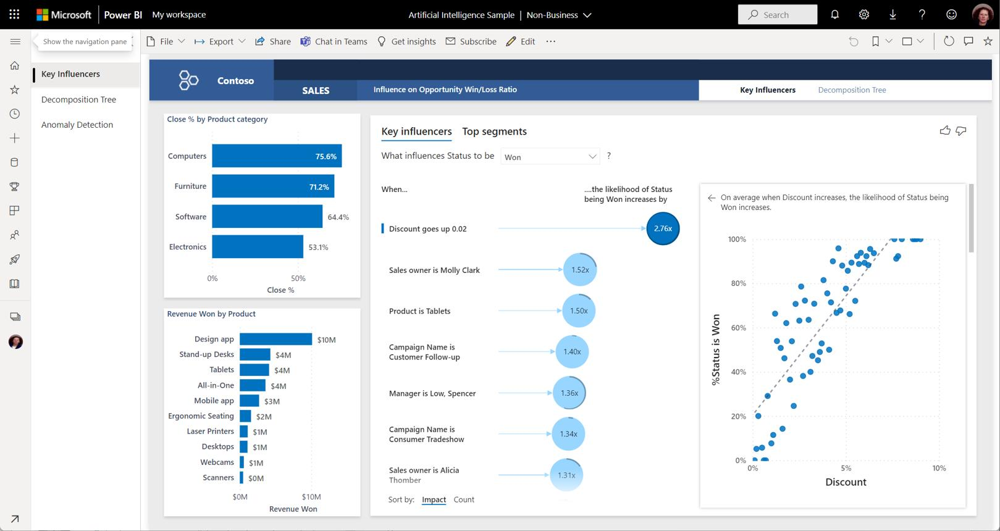 Microsoft Power BI My workspace
Artificial Intelligence Sample | Non-Business
Search
Show the navigation pane
File Export Share Chat in Teams Get insights Subscribe Edit ...
Key Influencers
Decomposition Tree
Anomaly Detection
Contoso
SALES
Influence on Opportunity Win/Loss Ratio
Key Influencers Decomposition Tree
Close % by Product category
Computers 75.6%
Furniture 71.2%
Software 64.4%
Electronics 53.1%
0% 50%
Close %
Revenue Won by Product
Design app $10M
Stand-up Desks $4M
Tablets $4M
All-in-One $4M
Mobile app $3M
Ergonomic Seating $2M
Laser Printers $1M
Desktops $1M
Webcams $1M
Scanners $0M
$0M $10M
Revenue Won
Key influencers Top segments
What influences Status to be Won ?
When...
....the likelihood of Status
being Won increases by
Discount goes up 0.02 2.76x
Sales owner is Molly Clark 1.52x
Product is Tablets 1.50x
Campaign Name is
Customer Follow-up
1.40x
Manager is Low, Spencer 1.36x
Campaign Name is
Consumer Tradeshow
1.34x
Sales owner is Alicia
Thomber
1.31x
Sort by: Impact Count
On average when Discount increases, the likelihood of Status being
Won increases.
%Status is Won
100%
80%
60%
40%
20%
0%
0% 5% 10%
Discount